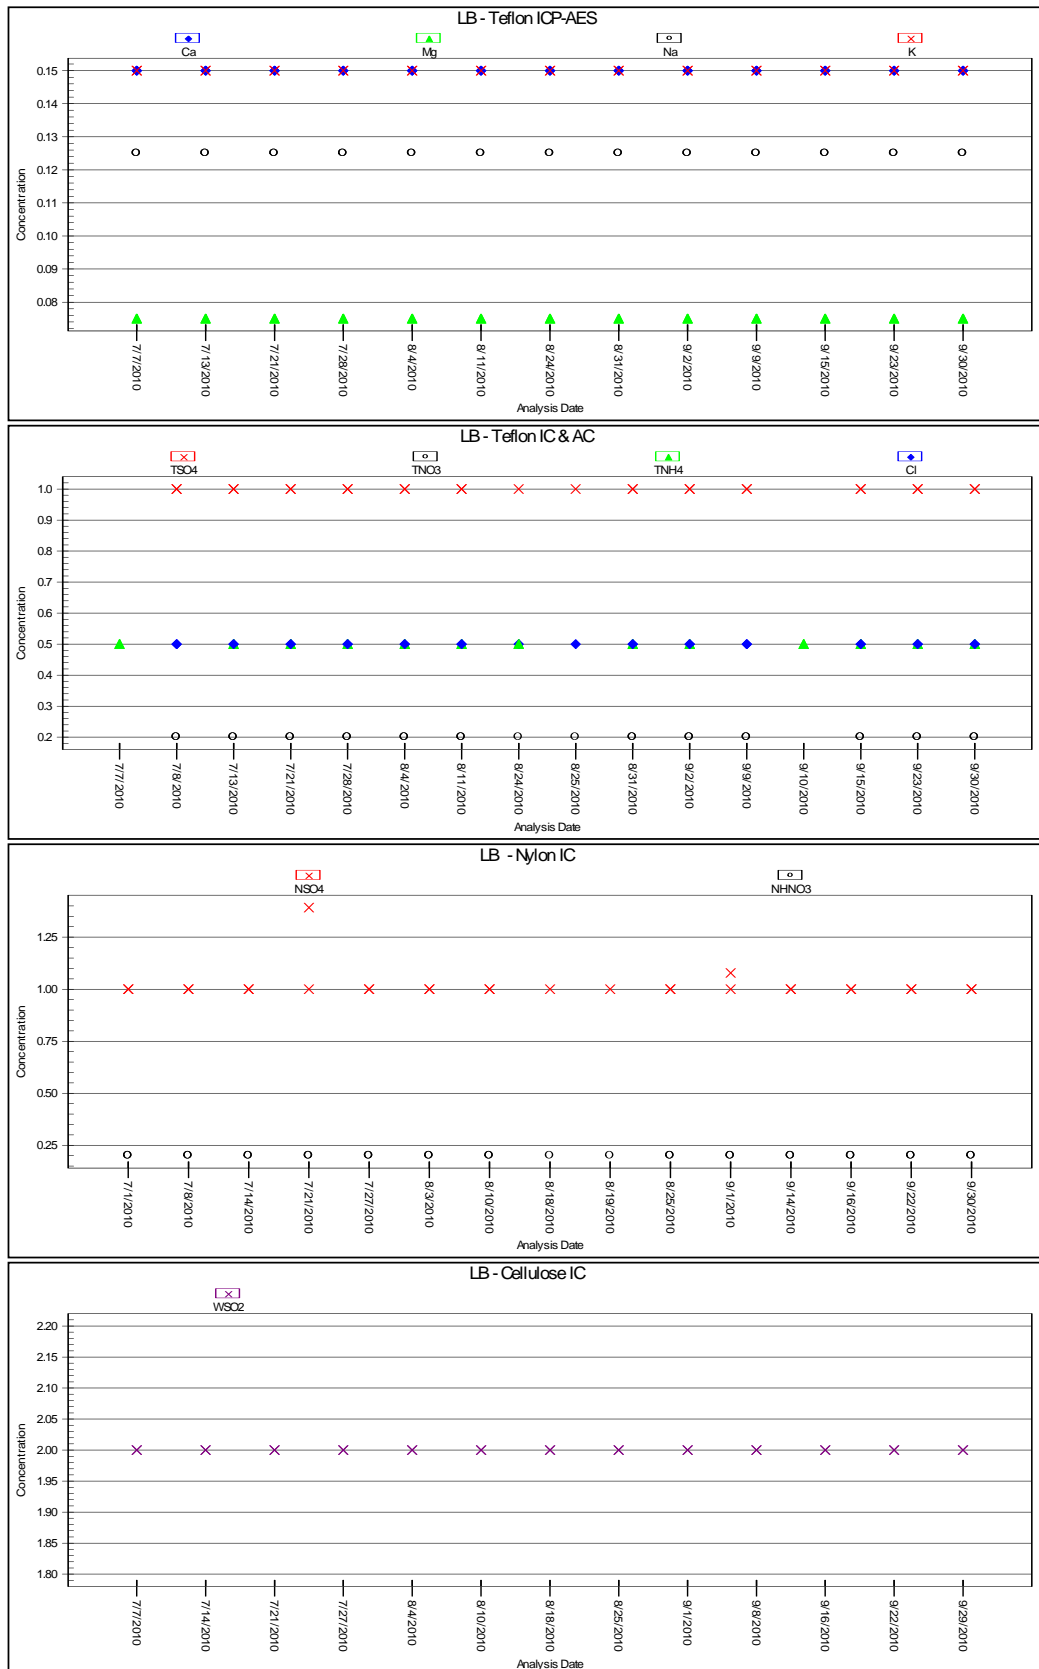 LB - Teflon ICP-AES
Ca Mg Na K
0.15
0.14
0.13
0.12
0.11
0.10
0.09
0.08
Concentration
7/7/2010 7/13/2010 7/21/2010 7/28/2010 8/4/2010 8/11/2010 8/24/2010 8/31/2010 9/2/2010 9/9/2010 9/15/2010 9/23/2010 9/30/2010
Analysis Date
LB - Teflon IC & AC
TSO4 TNO3 TNH4 Cl
1.0
0.9
0.8
0.7
0.6
0.5
0.4
0.3
0.2
Concentration
7/7/2010 7/8/2010 7/13/2010 7/21/2010 7/28/2010 8/4/2010 8/11/2010 8/24/2010 8/25/2010 8/31/2010 9/2/2010 9/9/2010 9/10/2010 9/15/2010 9/23/2010 9/30/2010
Analysis Date
LB - Nylon IC
NSO4 NHNO3
1.25
1.00
0.75
0.50
0.25
Concentration
7/1/2010 7/8/2010 7/14/2010 7/21/2010 7/27/2010 8/3/2010 8/10/2010 8/18/2010 8/19/2010 8/25/2010 9/1/2010 9/14/2010 9/16/2010 9/22/2010 9/30/2010
Analysis Date
LB - Cellulose IC
WSO2
2.20
2.15
2.10
2.05
2.00
1.95
1.90
1.85
1.80
Concentration
7/7/2010 7/14/2010 7/21/2010 7/27/2010 8/4/2010 8/10/2010 8/18/2010 8/25/2010 9/1/2010 9/8/2010 9/16/2010 9/22/2010 9/29/2010
Analysis Date